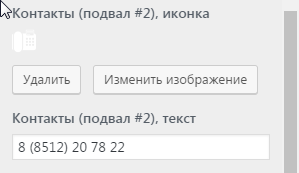 Контакты (подвал #2), иконка
Удалить Изменить изображение
Контакты (подвал #2), текст
8 (8512) 20 78 22